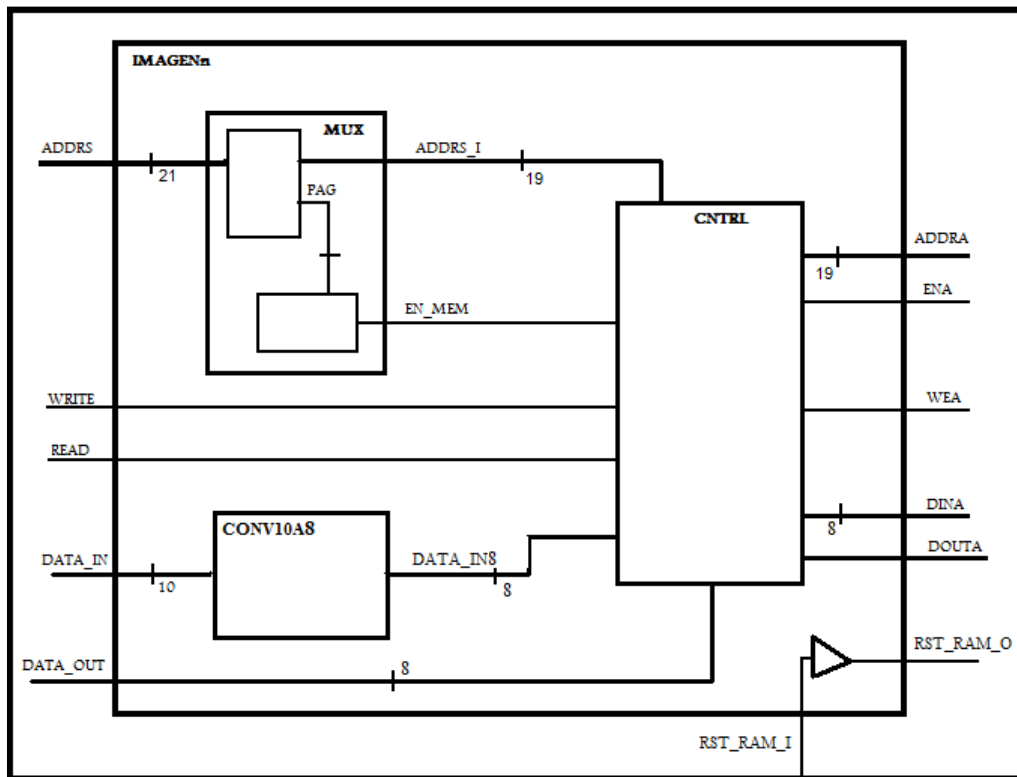 IMAGENn
MUX
ADDRS
21
ADDRS_I
19
PAG
CNTRL
ADDRA
19
ENA
EN_MEM
WRITE
WEA
READ
CONV10A8
DINA
8
DATA_IN
10
DATA_IN8
8
DOUTA
DATA_OUT
8
RST_RAM_O
RST_RAM_I